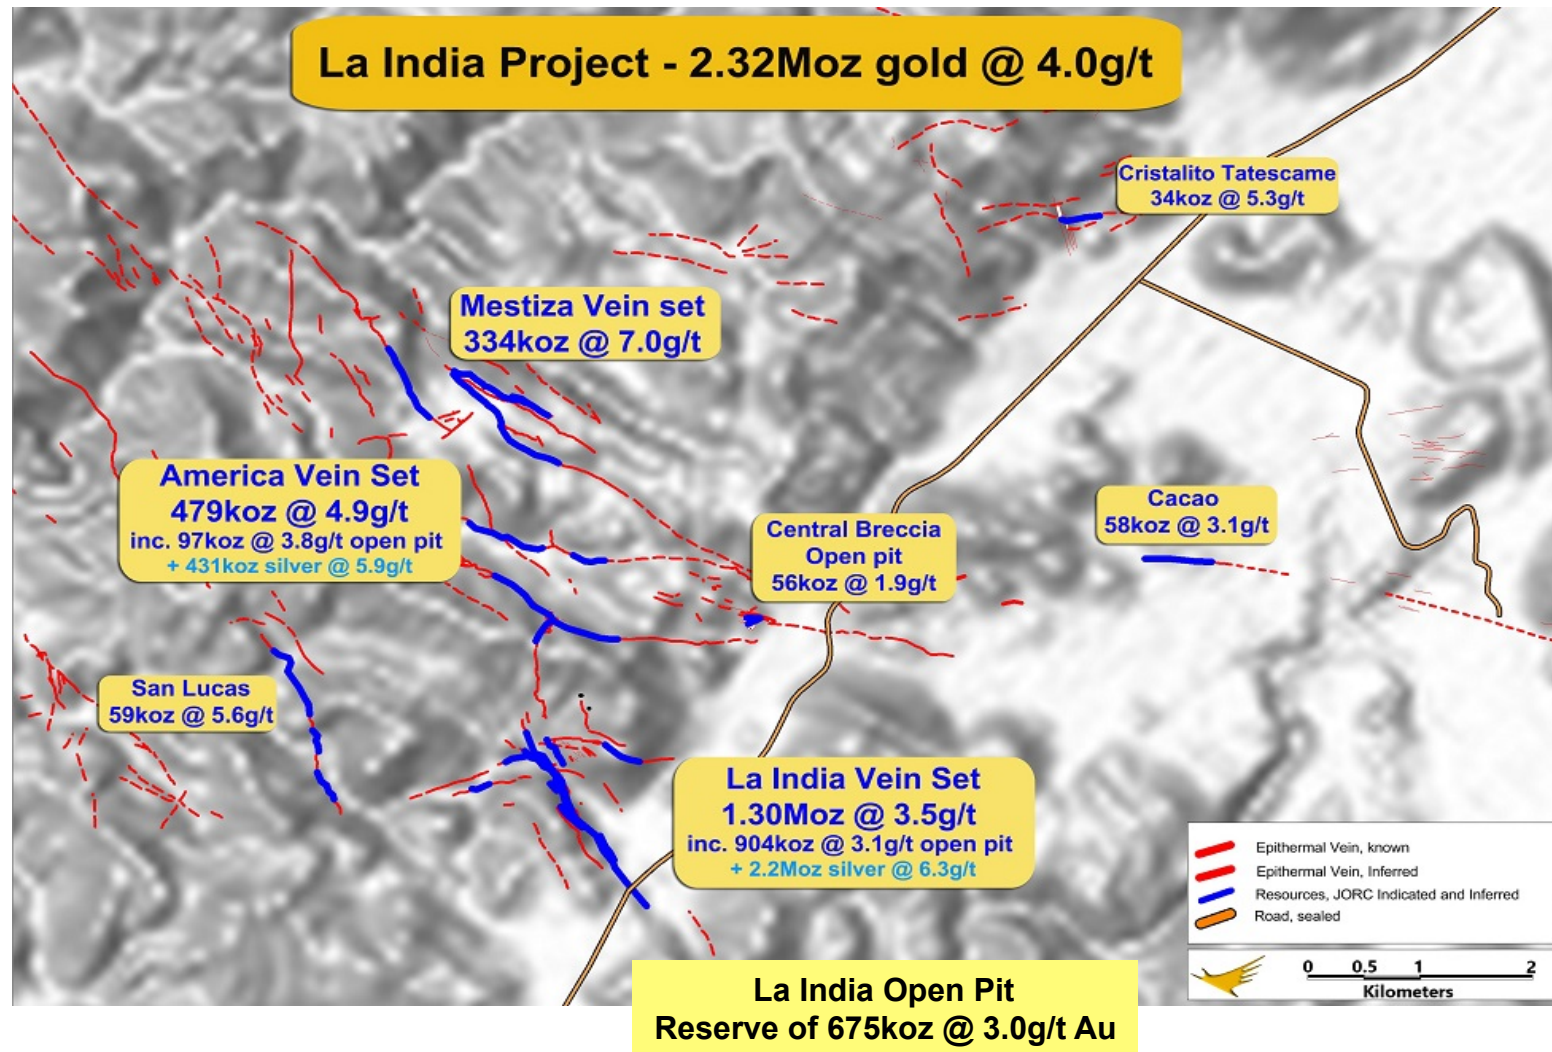 La India Project - 2.32Moz gold @ 4.0g/t
Cristalito Tatescame
34koz @ 5.3g/t
Mestiza Vein set
334koz @ 7.0g/t
America Vein Set
479koz @ 4.9g/t
inc. 97koz @ 3.8g/t open pit
+ 431koz silver @ 5.9g/t
Cacao
58koz @ 3.1g/t
Central Breccia
Open pit
56koz @ 1.9g/t
San Lucas
59koz @ 5.6g/t
La India Vein Set
1.30Moz @ 3.5g/t
inc. 904koz @ 3.1g/t open pit
+ 2.2Moz silver @ 6.3g/t
Epithermal Vein, known
Epithermal Vein, Inferred
Resources, JORC Indicated and Inferred
Road, sealed
0 0.5 1 2
Kilometers
La India Open Pit
Reserve of 675koz @ 3.0g/t Au